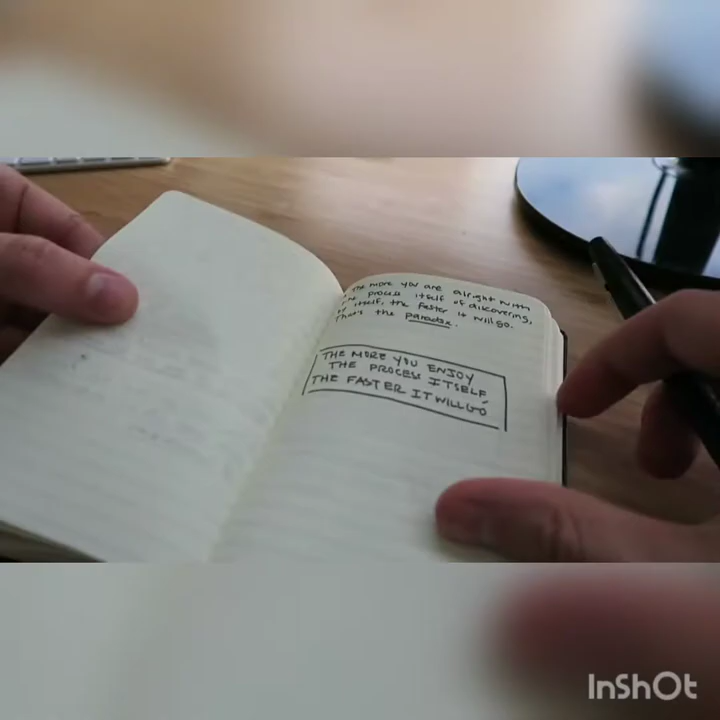 The more you are alright with
the process itself of discovering,
by itself, the faster it will go.
That's the paradox.
THE MORE YOU ENJOY
THE PROCESS ITSELF,
THE FASTER IT WILL GO
InShOt